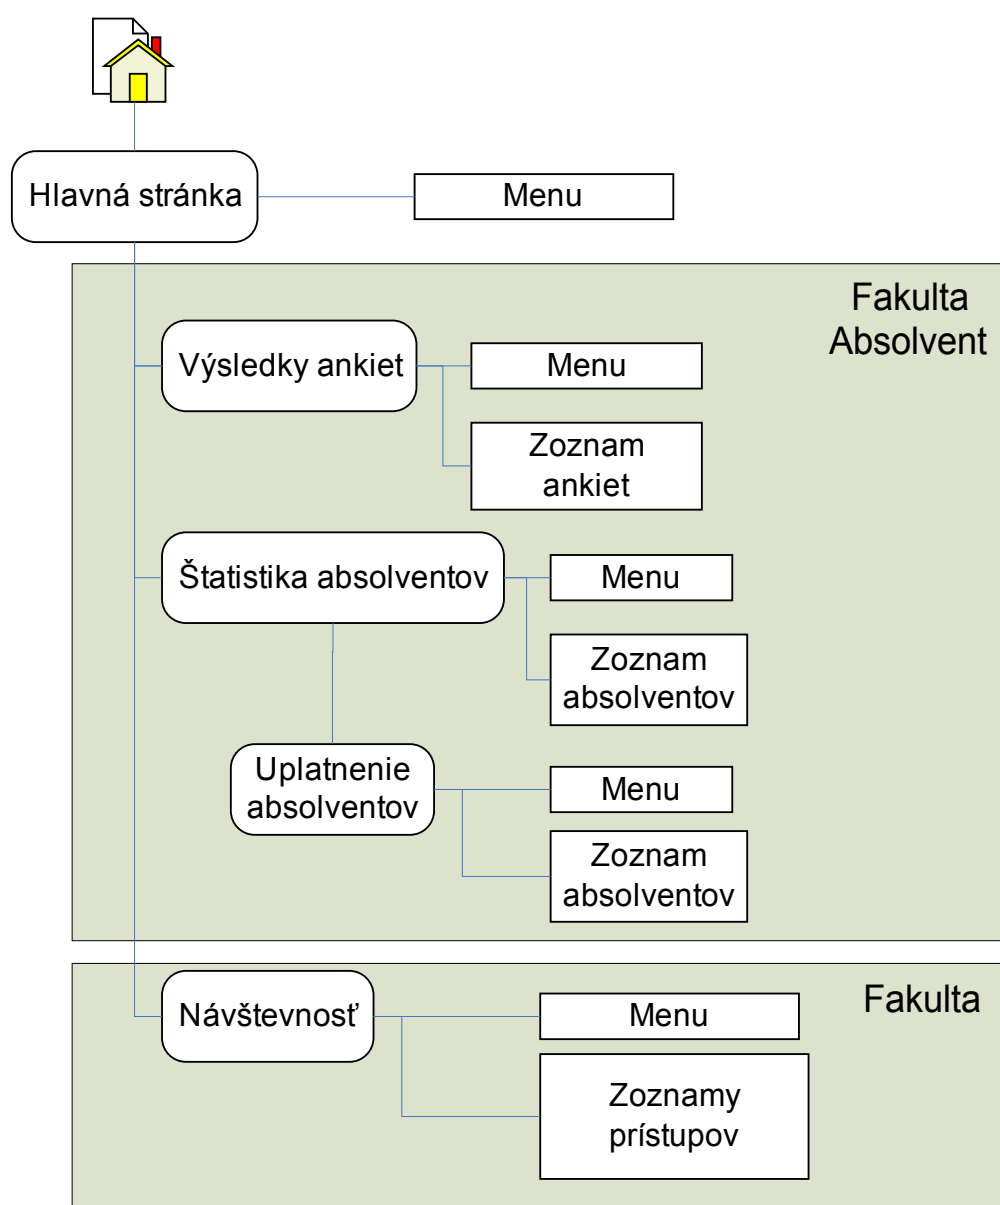 Hlavná stránka
Menu
Fakulta
Absolvent
Výsledky ankiet
Menu
Zoznam
ankiet
Štatistika absolventov
Menu
Zoznam
absolventov
Uplatnenie
absolventov
Menu
Zoznam
absolventov
Fakulta
Návštevnosť
Menu
Zoznamy
prístupov